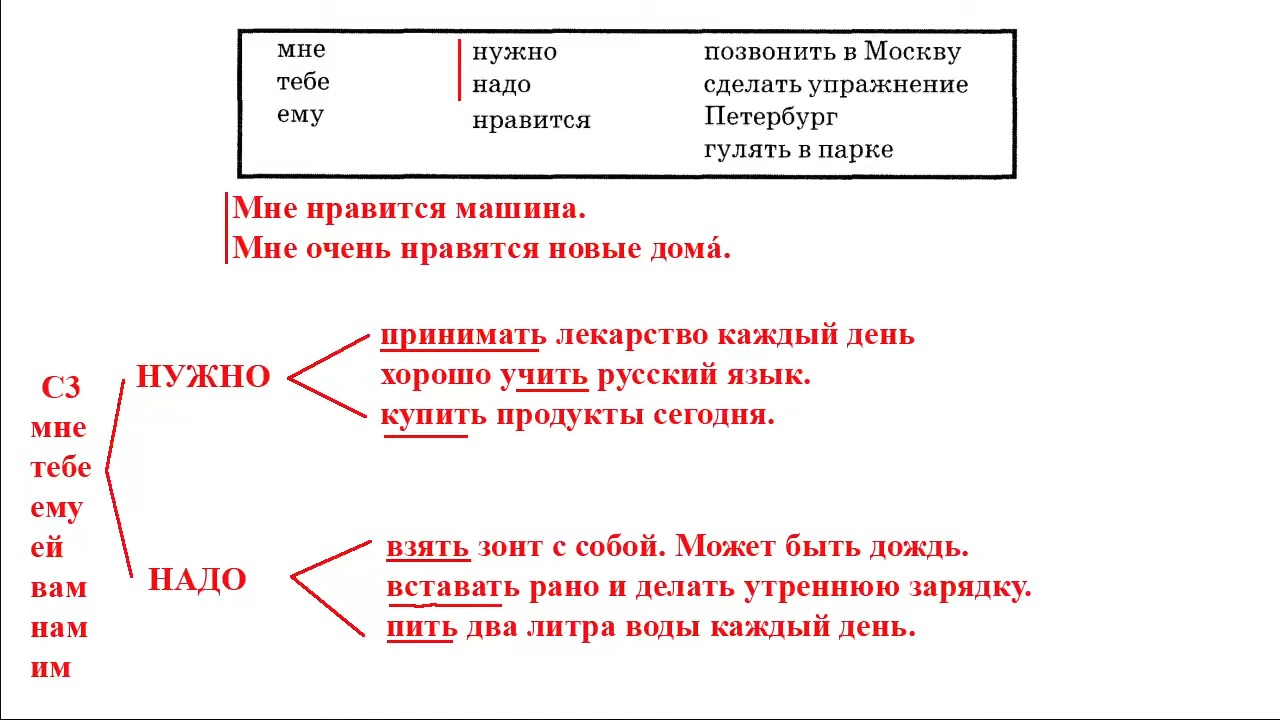 мне нужно позвонить в Москву
тебе надо сделать упражнение
ему нравится Петербург
гулять в парке
Мне нравится машина.
Мне очень нравятся новые домá.
С3
мне
тебе
ему
ей
вам
нам
им
НУЖНО
принимать лекарство каждый день
хорошо учить русский язык.
купить продукты сегодня.
НАДО
взять зонт с собой. Может быть дождь.
вставать рано и делать утреннюю зарядку.
пить два литра воды каждый день.